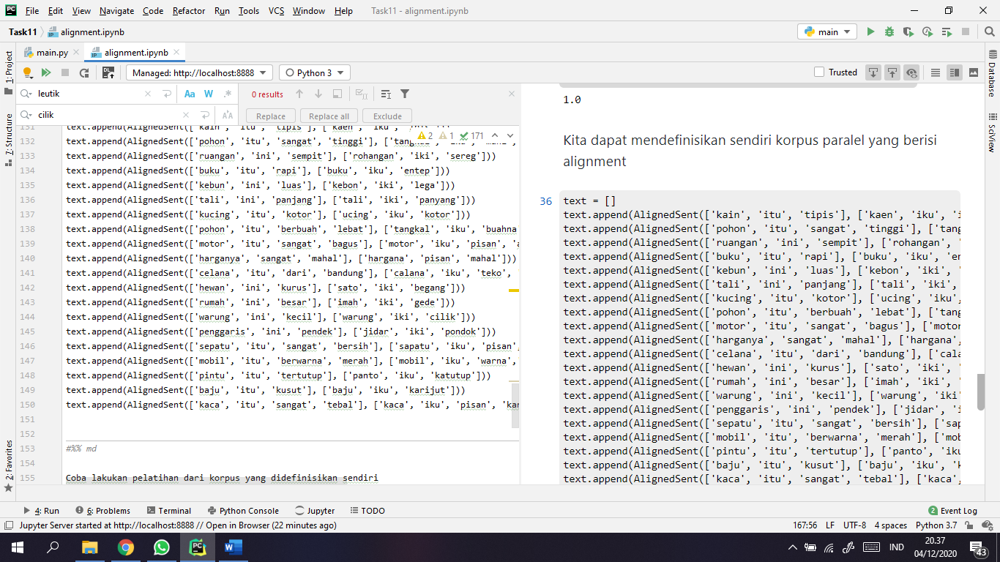 File Edit View Navigate Code Refactor Run Tools VCS Window Help Task11 - alignment.ipynb
Task11 alignment.ipynb main
main.py alignment.ipynb
Managed: http://localhost:8888 Python 3 Trusted
leutik Aa W .* 0 results
cilik Replace Replace all Exclude
2 1 171
131 text.append(AlignedSent(['kain', 'itu', 'tipis'], ['kaen', 'iku',
132 text.append(AlignedSent(['pohon', 'itu', 'sangat', 'tinggi'],
133 text.append(AlignedSent(['ruangan', 'ini', 'sempit'], ['rohangan', 'iki', 'sereg']))
134 text.append(AlignedSent(['buku', 'itu', 'rapi'], ['buku', 'iku', 'entep']))
135 text.append(AlignedSent(['kebun', 'ini', 'luas'], ['kebon', 'iki', 'lega']))
136 text.append(AlignedSent(['tali', 'ini', 'panjang'], ['tali', 'iki', 'panyang']))
137 text.append(AlignedSent(['kucing', 'itu', 'kotor'], ['ucing', 'iku', 'kotor']))
138 text.append(AlignedSent(['pohon', 'itu', 'berbuah', 'lebat'], ['tangkal', 'iku', 'buahna
139 text.append(AlignedSent(['motor', 'itu', 'sangat', 'bagus'], ['motor', 'iku', 'pisan',
140 text.append(AlignedSent(['harganya', 'sangat', 'mahal'], ['hargana', 'pisan', 'mahal']))
141 text.append(AlignedSent(['celana', 'itu', 'dari', 'bandung'], ['calana', 'iku', 'teko', '
142 text.append(AlignedSent(['hewan', 'ini', 'kurus'], ['sato', 'iki', 'begang']))
143 text.append(AlignedSent(['rumah', 'ini', 'besar'], ['imah', 'iki', 'gede']))
144 text.append(AlignedSent(['warung', 'ini', 'kecil'], ['warung', 'iki', 'cilik']))
145 text.append(AlignedSent(['penggaris', 'ini', 'pendek'], ['jidar', 'iki', 'pondok']))
146 text.append(AlignedSent(['sepatu', 'itu', 'sangat', 'bersih'], ['sapatu', 'iku', 'pisan',
147 text.append(AlignedSent(['mobil', 'itu', 'berwarna', 'merah'], ['mobil', 'iku', 'warna',
148 text.append(AlignedSent(['pintu', 'itu', 'tertutup'], ['panto', 'iku', 'katutup']))
149 text.append(AlignedSent(['baju', 'itu', 'kusut'], ['baju', 'iku', 'karijut']))
150 text.append(AlignedSent(['kaca', 'itu', 'sangat', 'tebal'], ['kaca', 'iku', 'pisan', 'kan
151
152
153 #%% md
154
155 Coba lakukan pelatihan dari korpus yang didefinisikan sendiri
1.0
Kita dapat mendefinisikan sendiri korpus paralel yang berisi
alignment
36 text = []
text.append(AlignedSent(['kain', 'itu', 'tipis'], ['kaen', 'iku', 'i
text.append(AlignedSent(['pohon', 'itu', 'sangat', 'tinggi'], ['tang
text.append(AlignedSent(['ruangan', 'ini', 'sempit'], ['rohangan', '
text.append(AlignedSent(['buku', 'itu', 'rapi'], ['buku', 'iku', 'en
text.append(AlignedSent(['kebun', 'ini', 'luas'], ['kebon', 'iki', '
text.append(AlignedSent(['tali', 'ini', 'panjang'], ['tali', 'iki',
text.append(AlignedSent(['kucing', 'itu', 'kotor'], ['ucing', 'iku',
text.append(AlignedSent(['pohon', 'itu', 'berbuah', 'lebat'], ['tang
text.append(AlignedSent(['motor', 'itu', 'sangat', 'bagus'], ['motor
text.append(AlignedSent(['harganya', 'sangat', 'mahal'], ['hargana',
text.append(AlignedSent(['celana', 'itu', 'dari', 'bandung'], ['cala
text.append(AlignedSent(['hewan', 'ini', 'kurus'], ['sato', 'iki', '
text.append(AlignedSent(['rumah', 'ini', 'besar'], ['imah', 'iki', '
text.append(AlignedSent(['warung', 'ini', 'kecil'], ['warung', 'iki'
text.append(AlignedSent(['penggaris', 'ini', 'pendek'], ['jidar', 'i
text.append(AlignedSent(['sepatu', 'itu', 'sangat', 'bersih'], ['sap
text.append(AlignedSent(['mobil', 'itu', 'berwarna', 'merah'], ['mob
text.append(AlignedSent(['pintu', 'itu', 'tertutup'], ['panto', 'iku
text.append(AlignedSent(['baju', 'itu', 'kusut'], ['baju', 'iku', 'k
text.append(AlignedSent(['kaca', 'itu', 'sangat', 'tebal'], ['kaca',
1: Project
7: Structure
2: Favorites
Database
SciView
4: Run 6: Problems Terminal Python Console Jupyter TODO 2 Event Log
Jupyter Server started at http://localhost:8888 // Open in Browser (22 minutes ago) 167:56 LF UTF-8 4 spaces Python 3.7
IND 20.37
04/12/2020 43